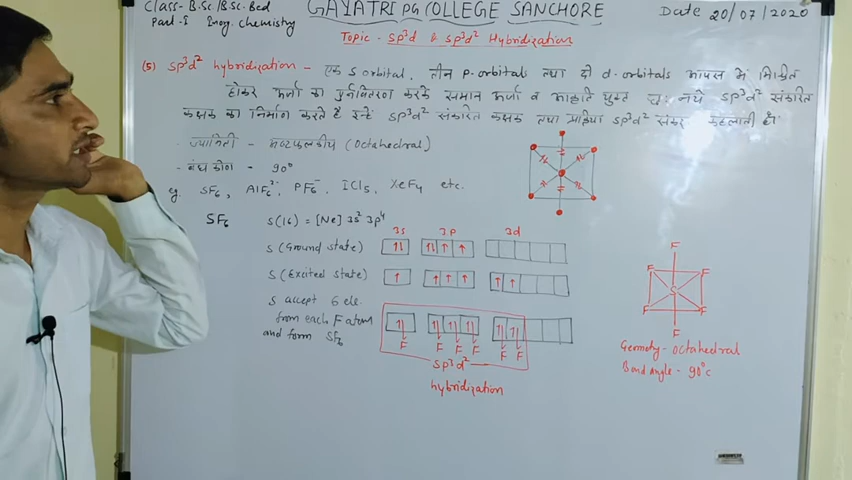 Class- B.Sc/BSc.Bed
Part-I Inorg. Chemistry
GAYATRI PG COLLEGE SANCHORE
Date 20/07/2020
Topic - sp³d & sp³d² Hybridization
(5) sp³d² hybridization - एक s orbital, तीन p-orbitals तथा दो d-orbitals आपस में मिश्रित
होकर ऊर्जा का पुर्नवितरण करके समान ऊर्जा व आकृति युक्त छः नये sp³d² संकरित
कक्षक का निर्माण करते है इन्हें sp³d² संकरित कक्षक तथा प्रक्रिया sp³d² संकर कहलाती है।
- ज्यामिती - अष्टफलकीय (Octahedral)
- बंध कोण - 90°
eg. SF₆, AlF₆³⁻, PF₆⁻, ICl₅, XeF₄ etc.
SF₆ S(16) = [Ne] 3s² 3p⁴
3s 3p 3d
S (Ground state)
S (Excited state)
S accept 6 ele.
from each F atom
and form SF₆
F F F F F F
sp³d²
hybridization
F
F F
S
F F
F
Geomoty - Octahedral
Bond Angle - 90°c